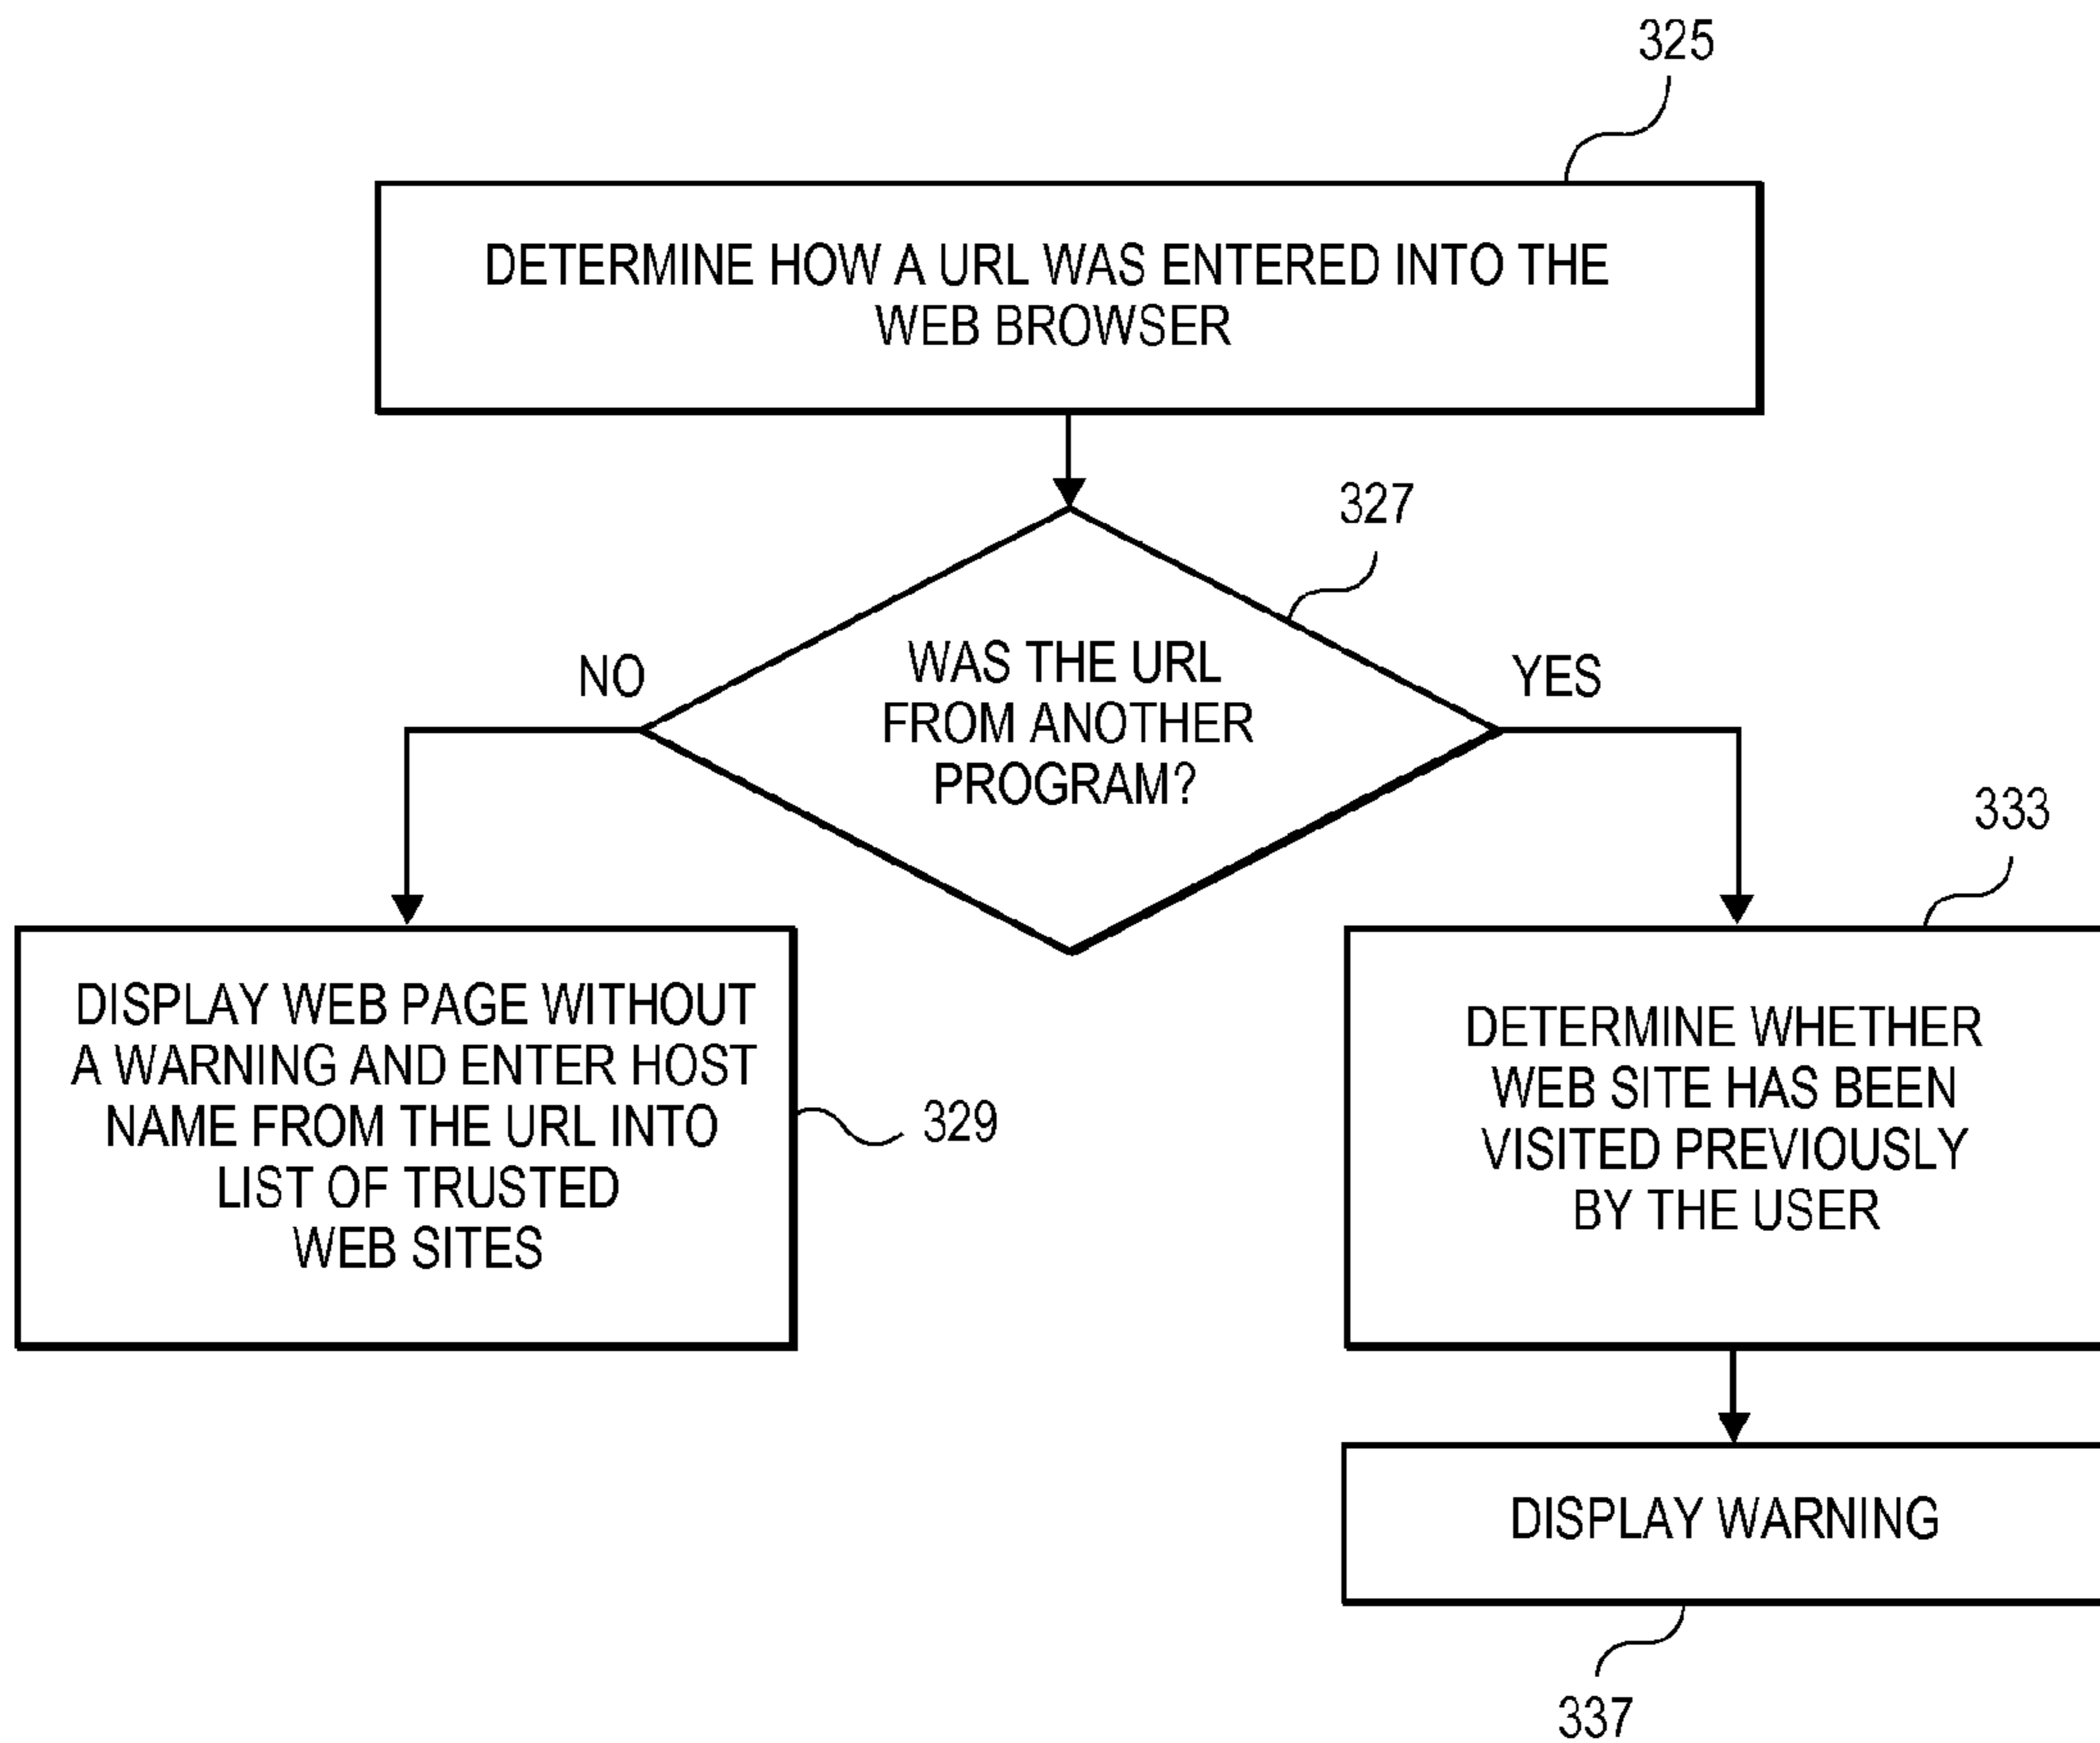 325
DETERMINE HOW A URL WAS ENTERED INTO THE
WEB BROWSER
327
NO
WAS THE URL
FROM ANOTHER
PROGRAM?
YES
333
DISPLAY WEB PAGE WITHOUT
A WARNING AND ENTER HOST
NAME FROM THE URL INTO
LIST OF TRUSTED
WEB SITES
329
DETERMINE WHETHER
WEB SITE HAS BEEN
VISITED PREVIOUSLY
BY THE USER
DISPLAY WARNING
337